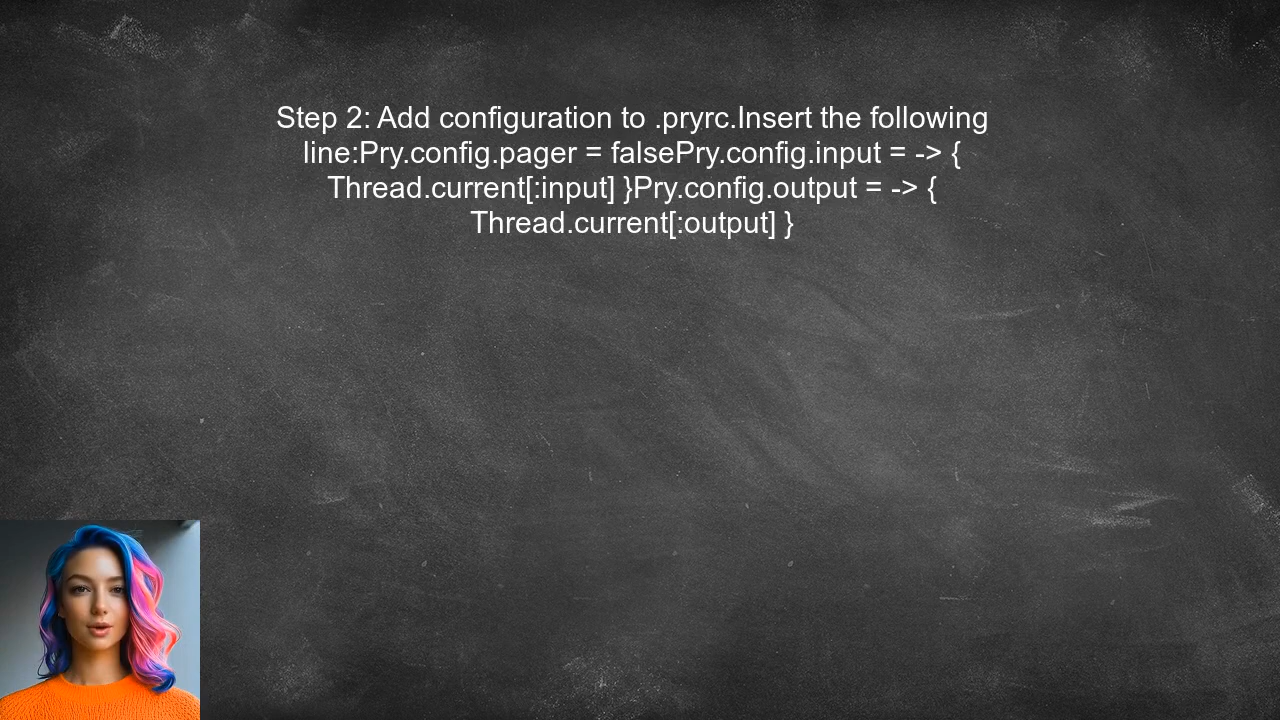 Step 2: Add configuration to .pryrc.Insert the following
line:Pry.config.pager = falsePry.config.input = -> {
Thread.current[:input] }Pry.config.output = -> {
Thread.current[:output] }